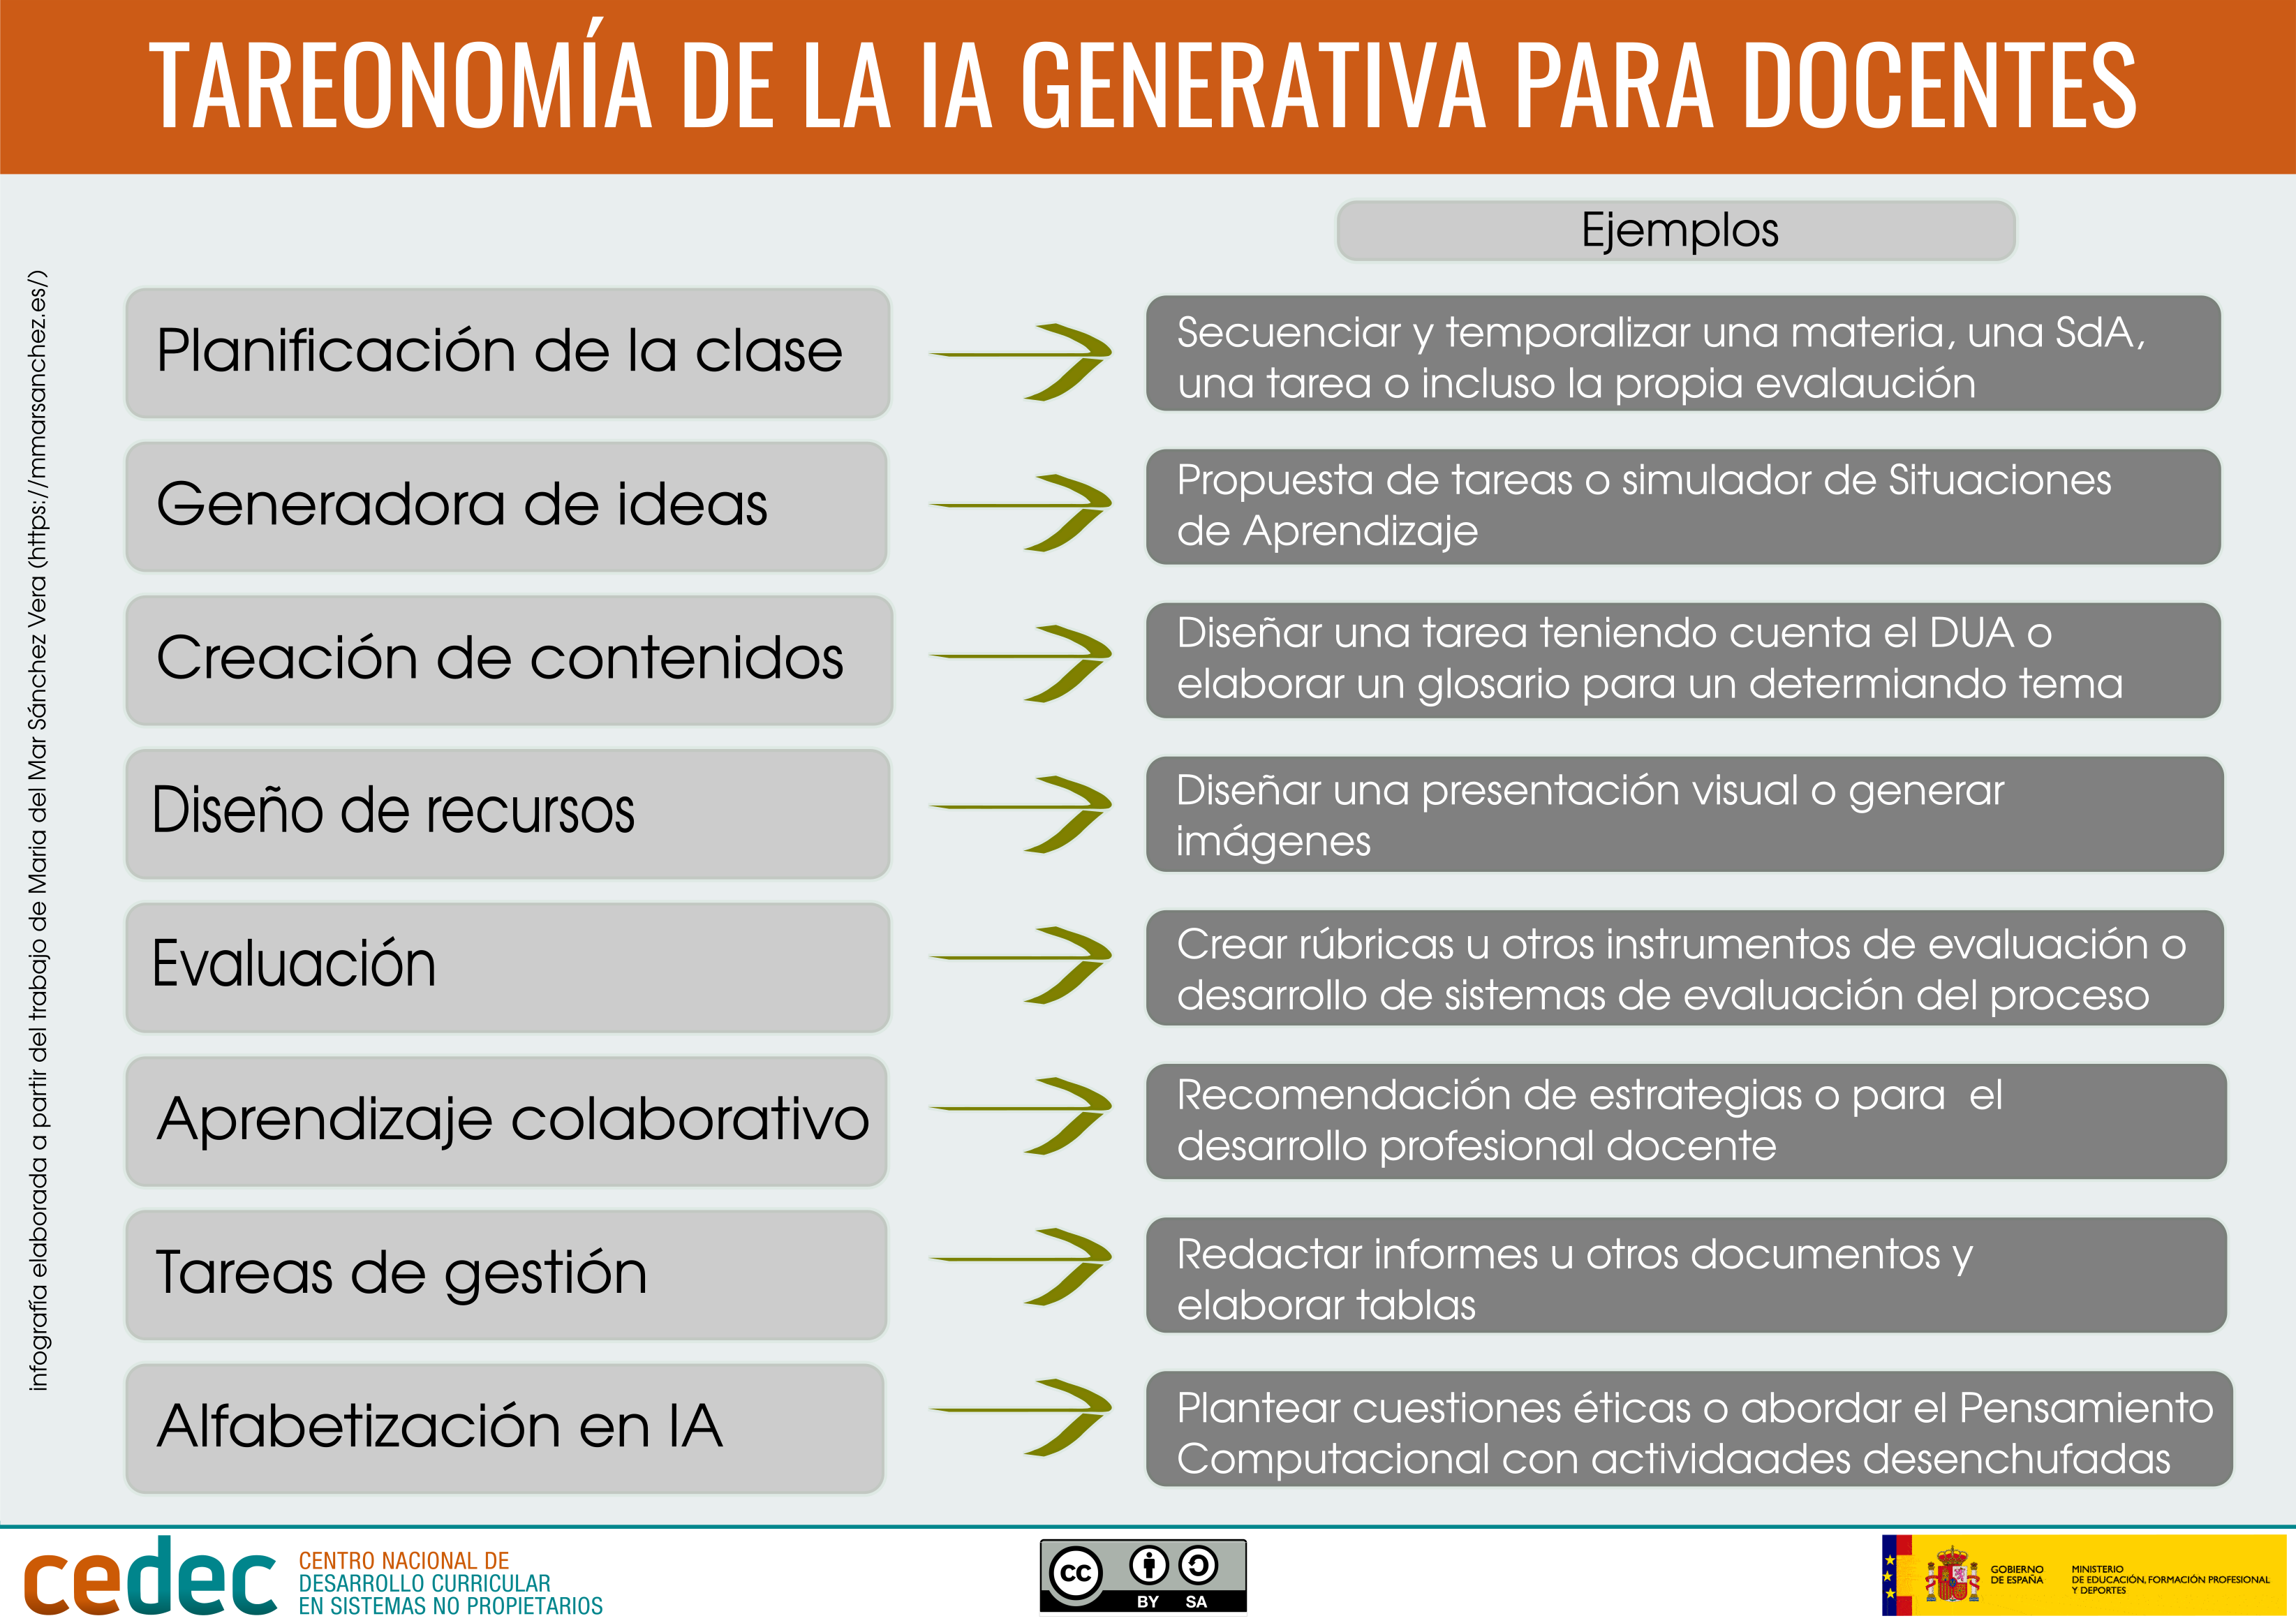 TAREONOMÍA DE LA IA GENERATIVA PARA DOCENTES
Ejemplos
Planificación de la clase
Secuenciar y temporalizar una materia, una SdA,
una tarea o incluso la propia evalaución
Generadora de ideas
Propuesta de tareas o simulador de Situaciones
de Aprendizaje
Creación de contenidos
Diseñar una tarea teniendo cuenta el DUA o
elaborar un glosario para un determiando tema
Diseño de recursos
Diseñar una presentación visual o generar
imágenes
Evaluación
Crear rúbricas u otros instrumentos de evaluación o
desarrollo de sistemas de evaluación del proceso
Aprendizaje colaborativo
Recomendación de estrategias o para el
desarrollo profesional docente
Tareas de gestión
Redactar informes u otros documentos y
elaborar tablas
Alfabetización en IA
Plantear cuestiones éticas o abordar el Pensamiento
Computacional con actividaades desenchufadas
infografía elaborada a partir del trabajo de Maria del Mar Sánchez Vera (https://mmarsanchez.es/)
cedec
CENTRO NACIONAL DE
DESARROLLO CURRICULAR
EN SISTEMAS NO PROPIETARIOS
cc
BY SA
GOBIERNO
DE ESPAÑA
MINISTERIO
DE EDUCACIÓN, FORMACIÓN PROFESIONAL
Y DEPORTES